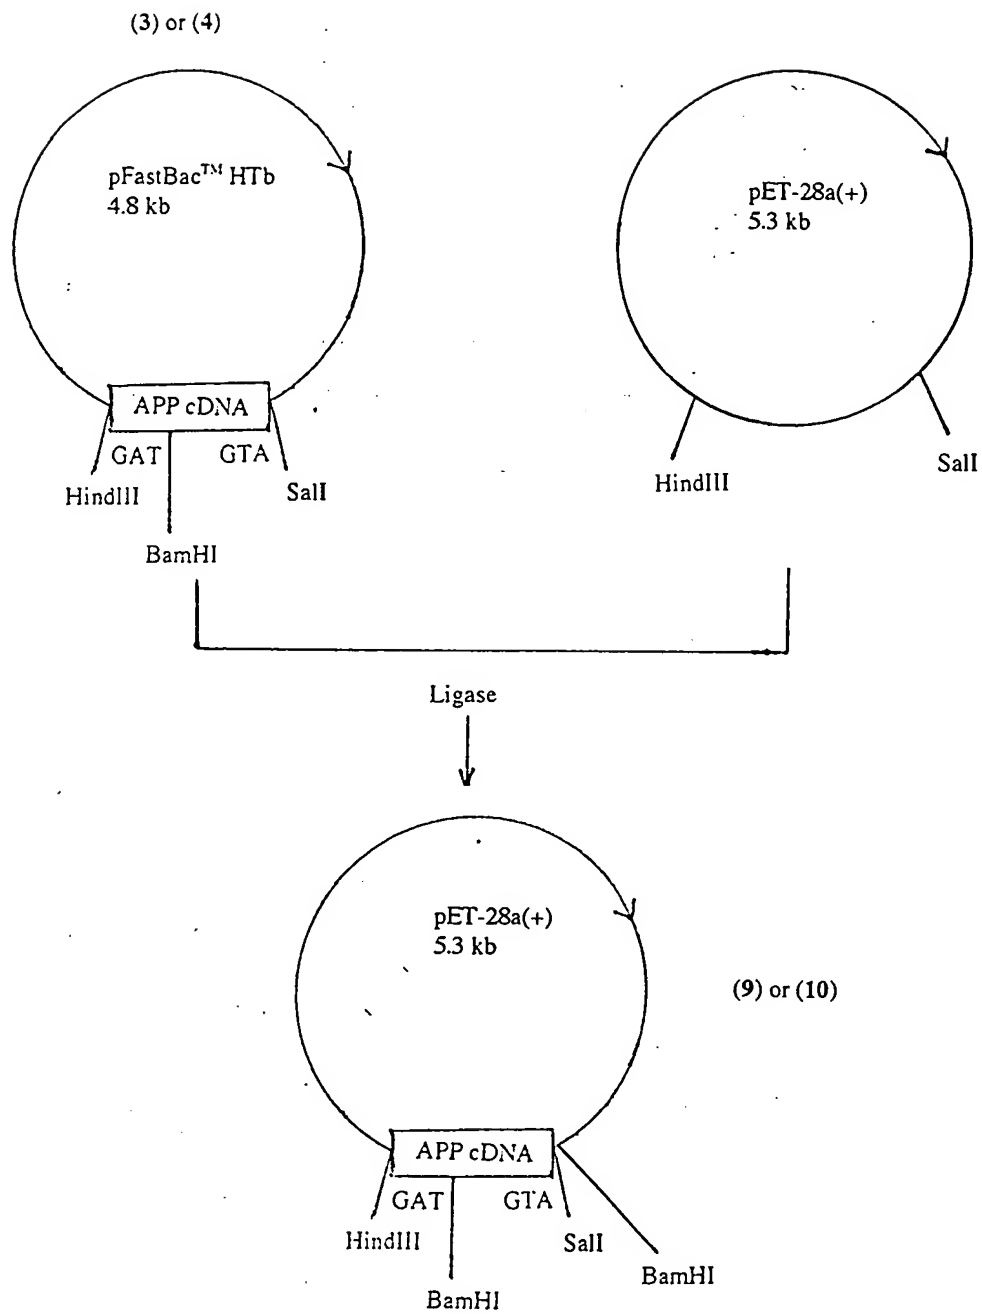 (3) or (4)
pFastBac™ HTb
4.8 kb
APP cDNA
GAT GTA
HindIII
SalI
BamHI
pET-28a(+)
5.3 kb
HindIII
SalI
Ligase
pET-28a(+)
5.3 kb
(9) or (10)
APP cDNA
GAT GTA
HindIII
SalI
BamHI
BamHI